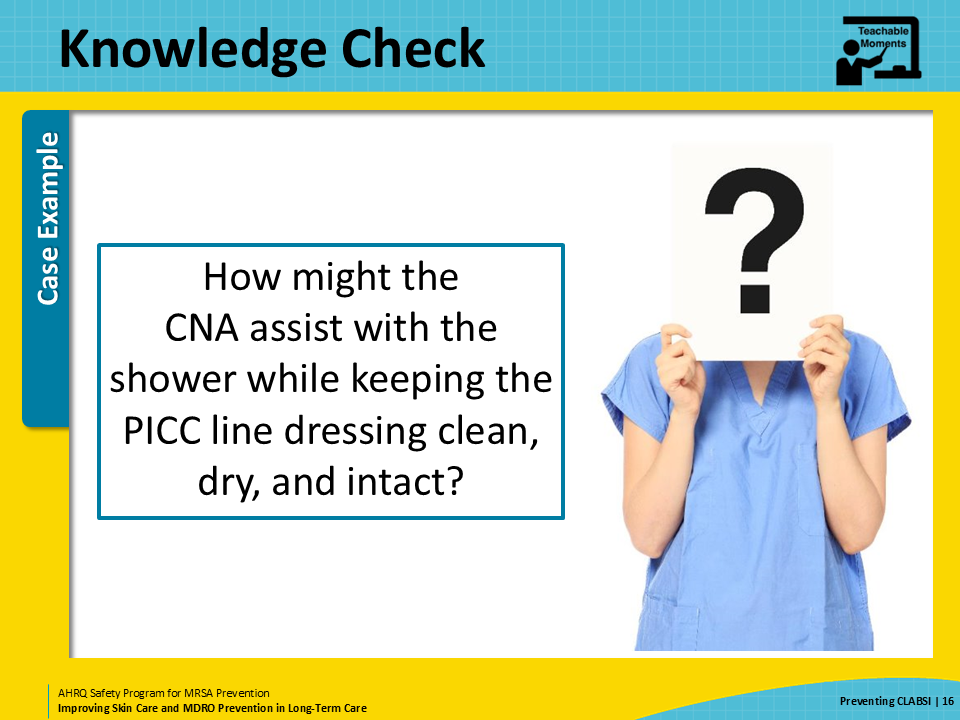 Knowledge Check
Teachable
Moments
Case Example
How might the
CNA assist with the
shower while keeping the
PICC line dressing clean,
dry, and intact?
?
AHRQ Safety Program for MRSA Prevention
Improving Skin Care and MDRO Prevention in Long-Term Care
Preventing CLABSI | 16